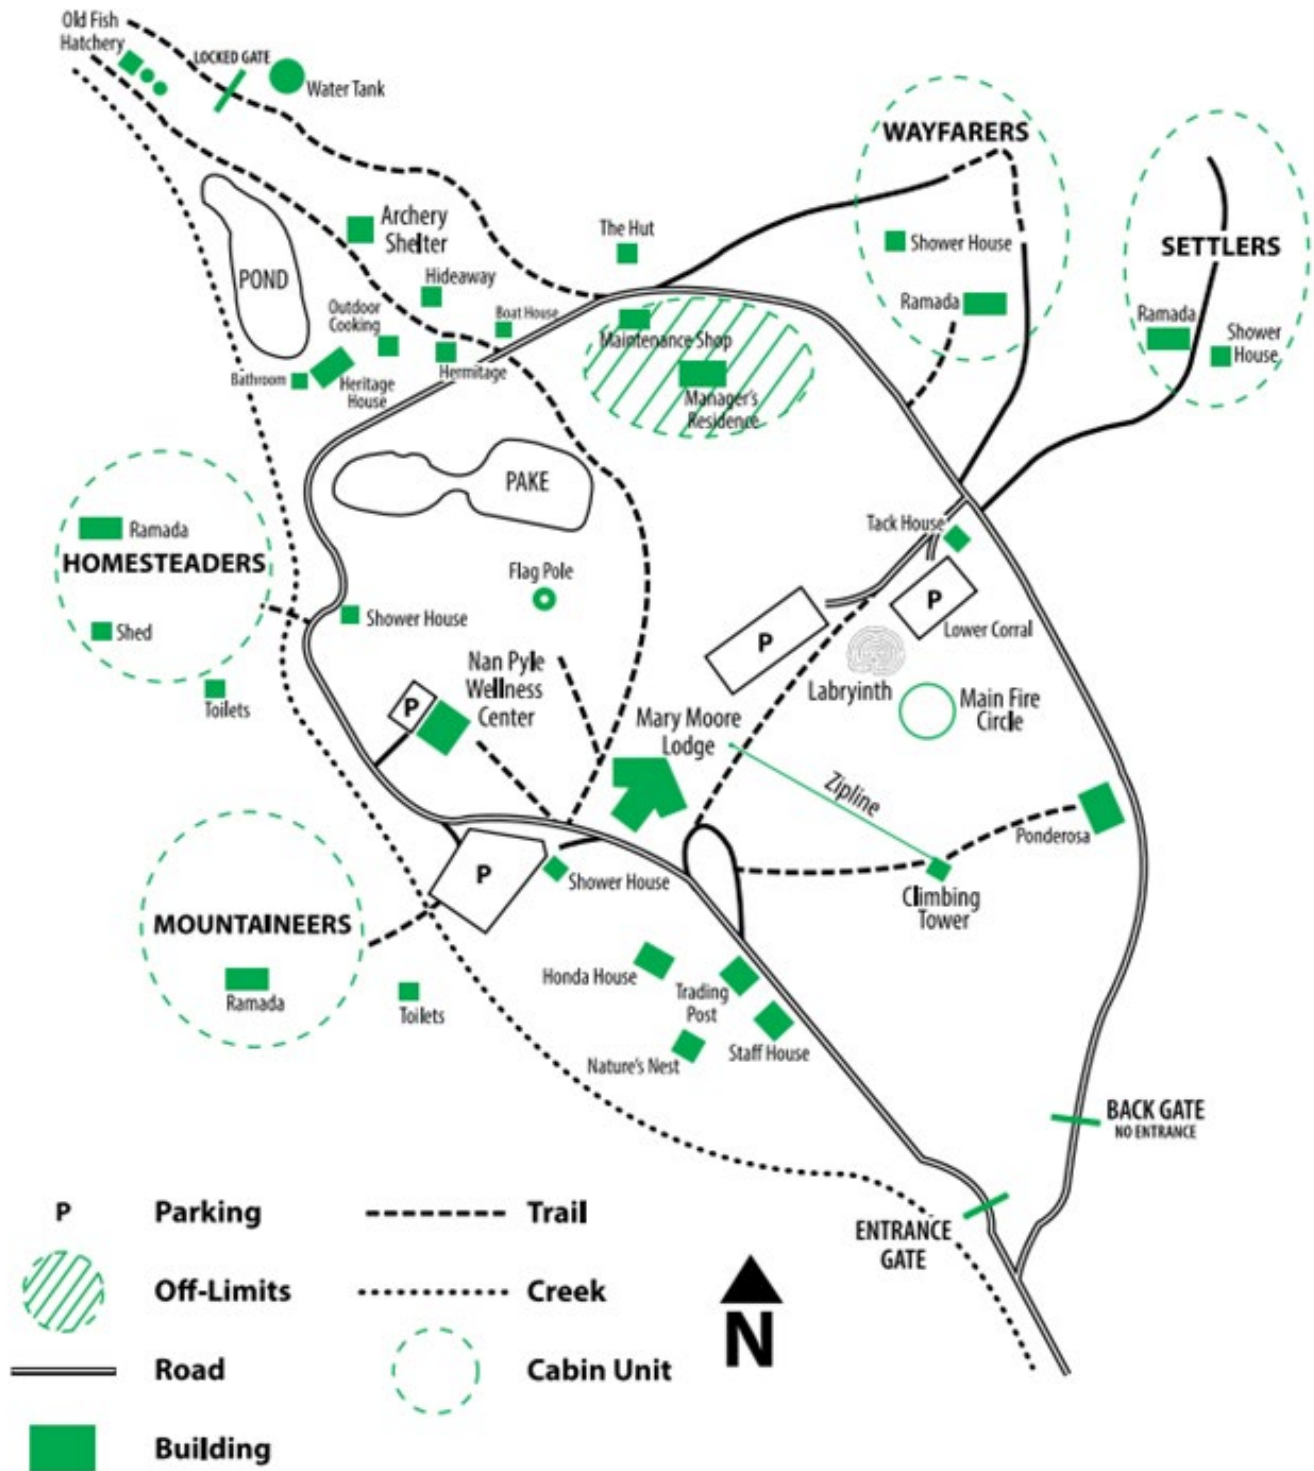 Old Fish
Hatchery
LOCKED GATE
Water Tank
WAYFARERS
SETTLERS
Archery
Shelter
The Hut
Shower House
POND
Hideaway
Ramada
Outdoor
Cooking
Boat House
Maintenance Shop
Ramada
Shower
House
Bathroom
Heritage
House
Hermitage
Manager's
Residence
PAKE
Tack House
Ramada
HOMESTEADERS
Flag Pole
P
Lower Corral
Shed
Shower House
P
Nan Pyle
Wellness
Center
Labryinth
Main Fire
Circle
Toilets
P
Mary Moore
Lodge
Zipline
Ponderosa
P
Shower House
Climbing
Tower
MOUNTAINEERS
Ramada
Toilets
Honda House
Trading
Post
Nature's Nest
Staff House
BACK GATE
NO ENTRANCE
ENTRANCE
GATE
P Parking
Trail
Off-Limits
Creek
Road
Cabin Unit
Building
N